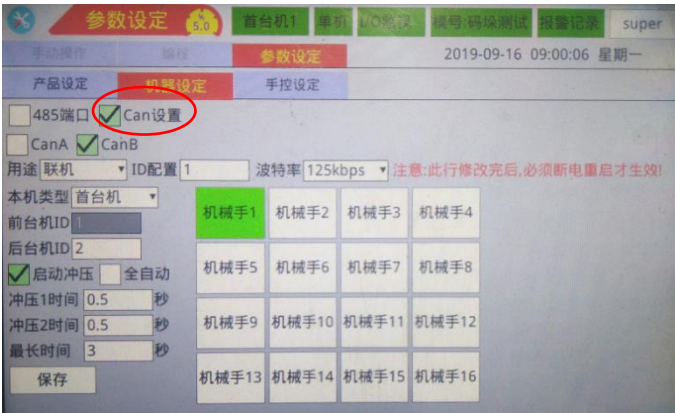 参数设定 % 5.0 首台机1 单机 I/O监视 模号:码垛测试 报警记录 super
手动操作 编程 参数设定 2019-09-16 09:00:06 星期一
产品设定 机器设定 手控设定
485端口 Can设置
CanA CanB
用途 联机 ID配置 1 波特率 125kbps 注意:此行修改完后,必须断电重启才生效!
本机类型 首台机
前台机ID 1
后台机ID 2
启动冲压 全自动
冲压1时间 0.5 秒
冲压2时间 0.5 秒
最长时间 3 秒
保存
机械手1 机械手2 机械手3 机械手4
机械手5 机械手6 机械手7 机械手8
机械手9 机械手10 机械手11 机械手12
机械手13 机械手14 机械手15 机械手16